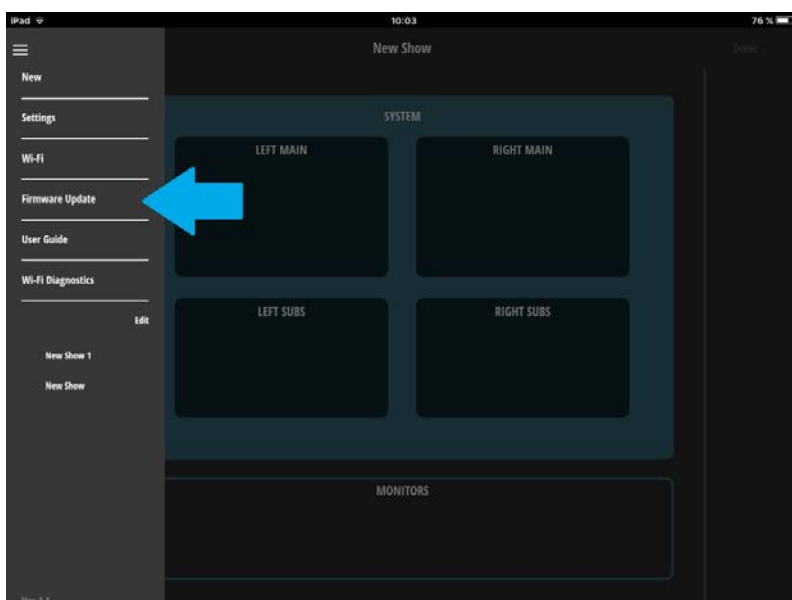 iPad 10:03 76 %
New Show Done
New
Settings
Wi-Fi
Firmware Update
User Guide
Wi-Fi Diagnostics
Edit
New Show 1
New Show
SYSTEM
LEFT MAIN RIGHT MAIN
LEFT SUBS RIGHT SUBS
MONITORS